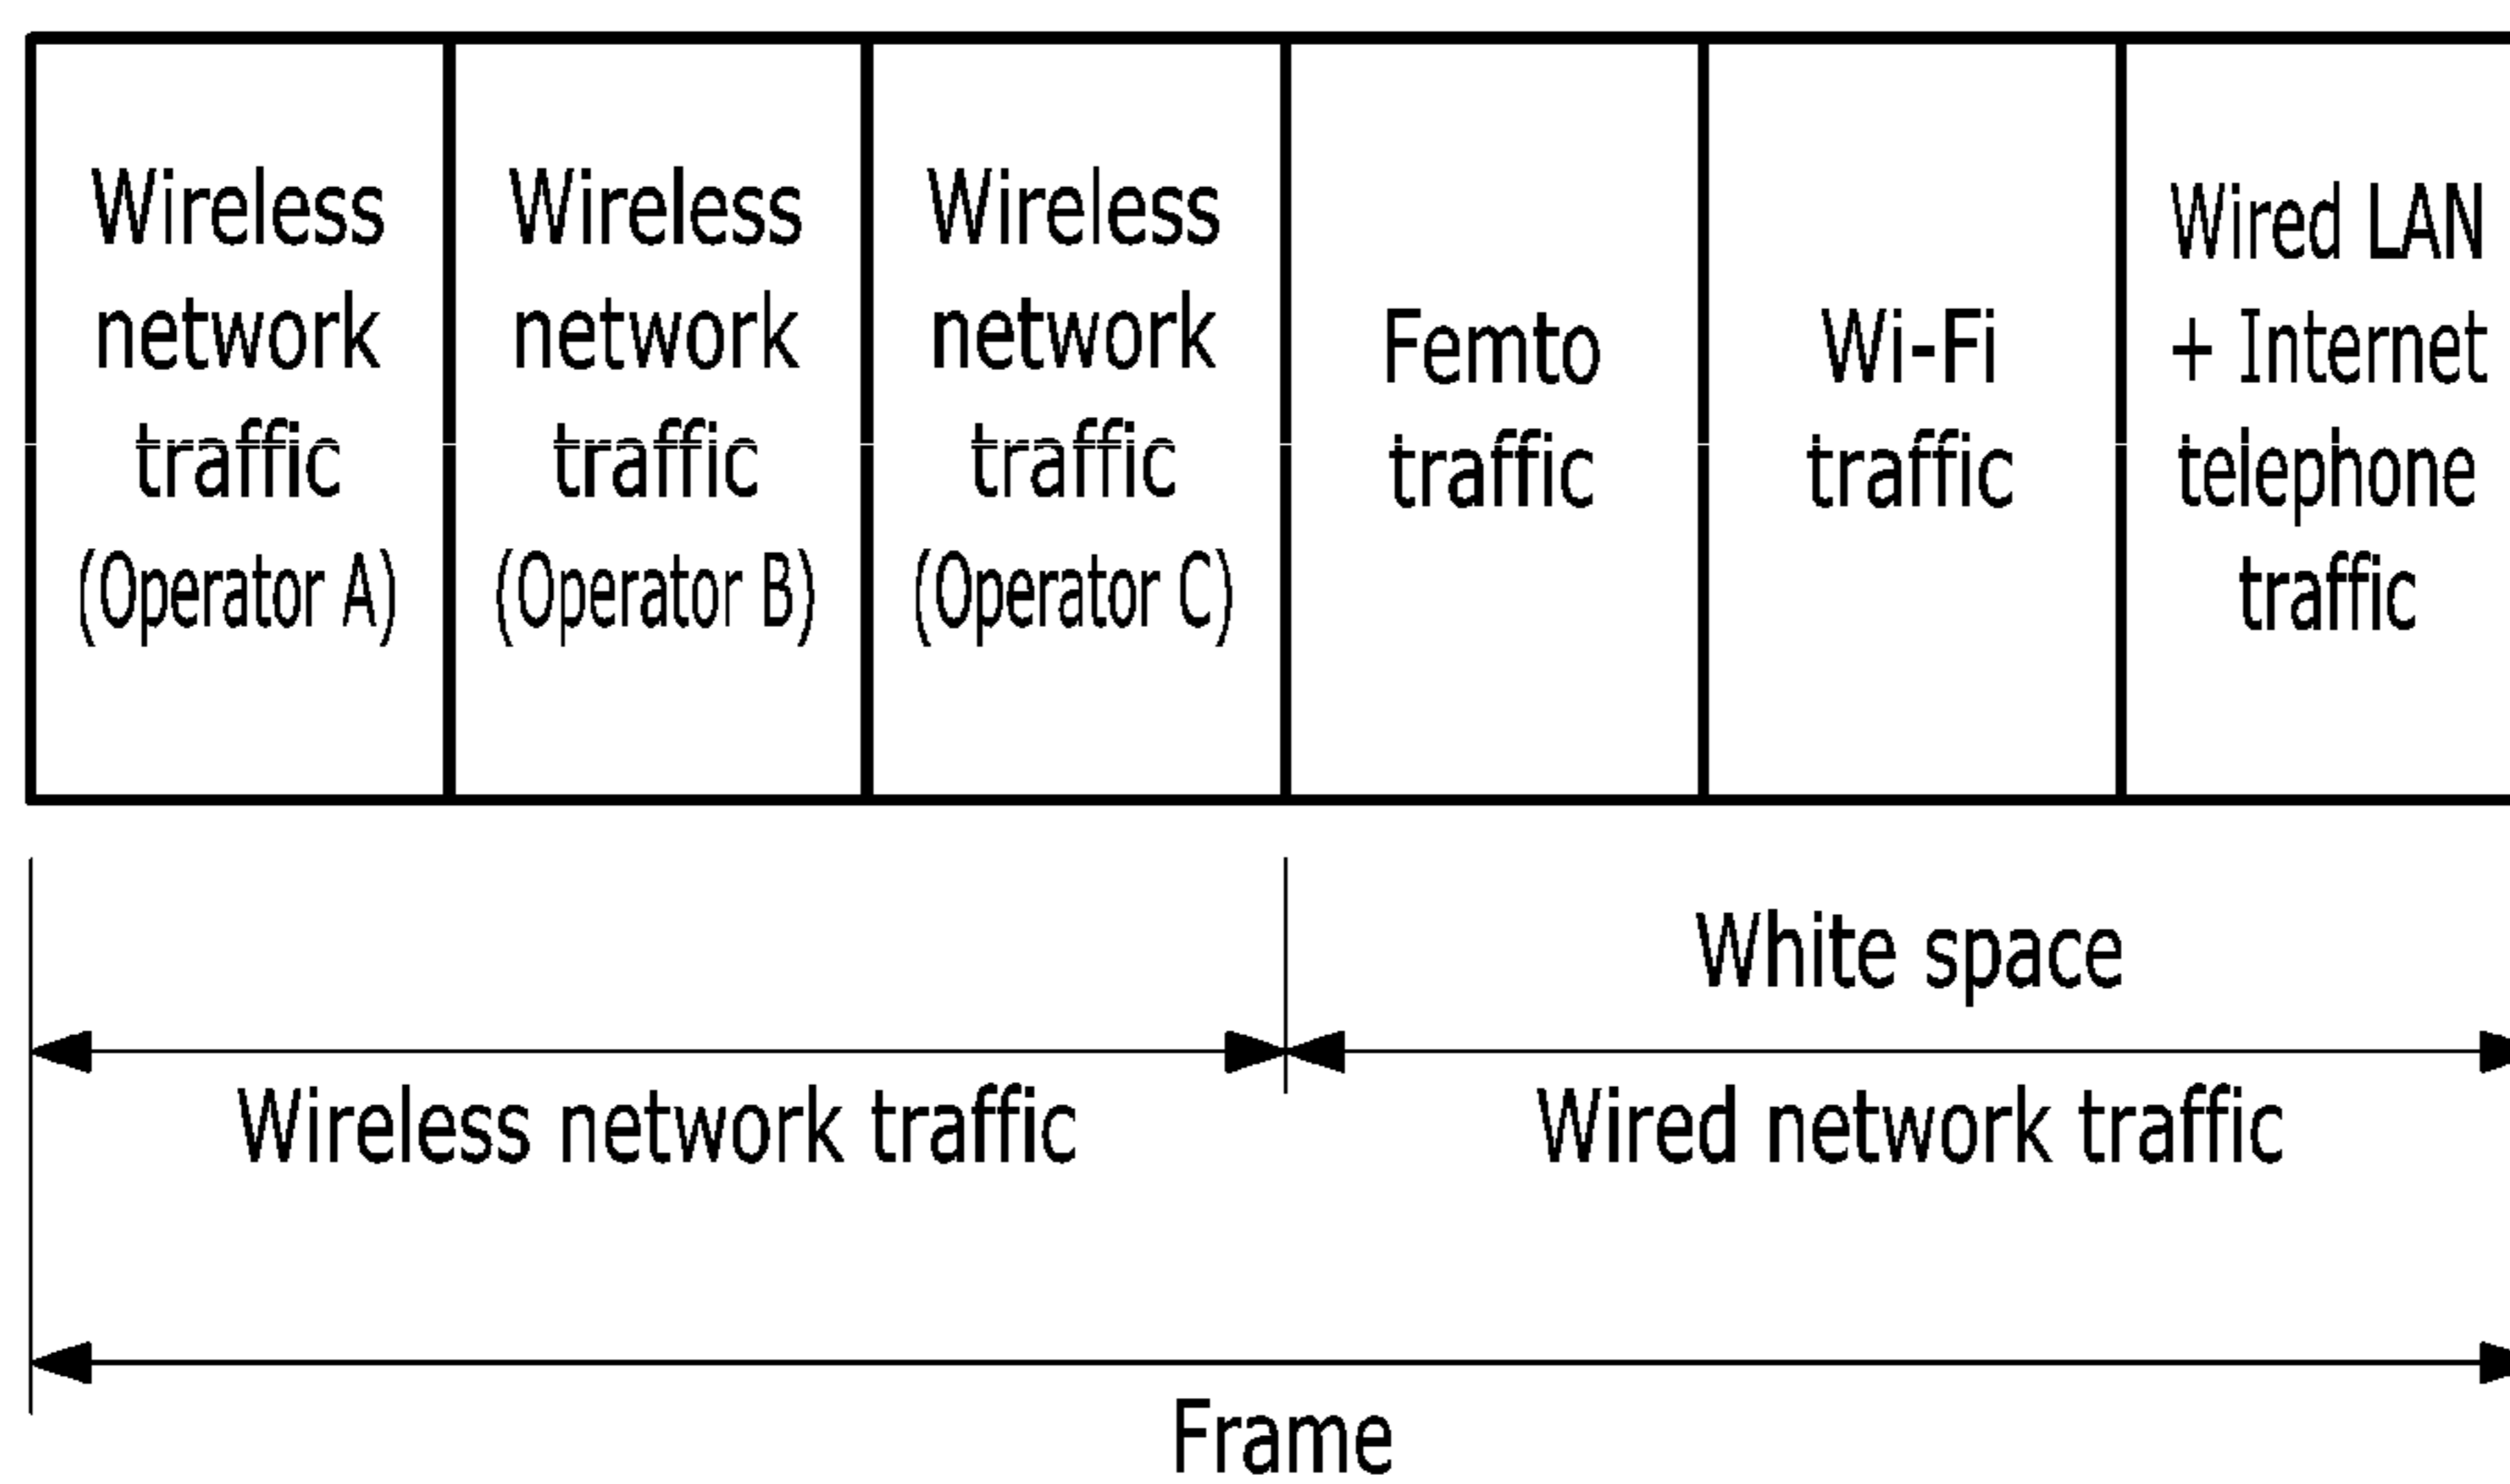 Wireless
network
traffic
(Operator A)
Wireless
network
traffic
(Operator B)
Wireless
network
traffic
(Operator C)
Femto
traffic
Wi-Fi
traffic
Wired LAN
+ Internet
telephone
traffic
White space
Wireless network traffic
Wired network traffic
Frame